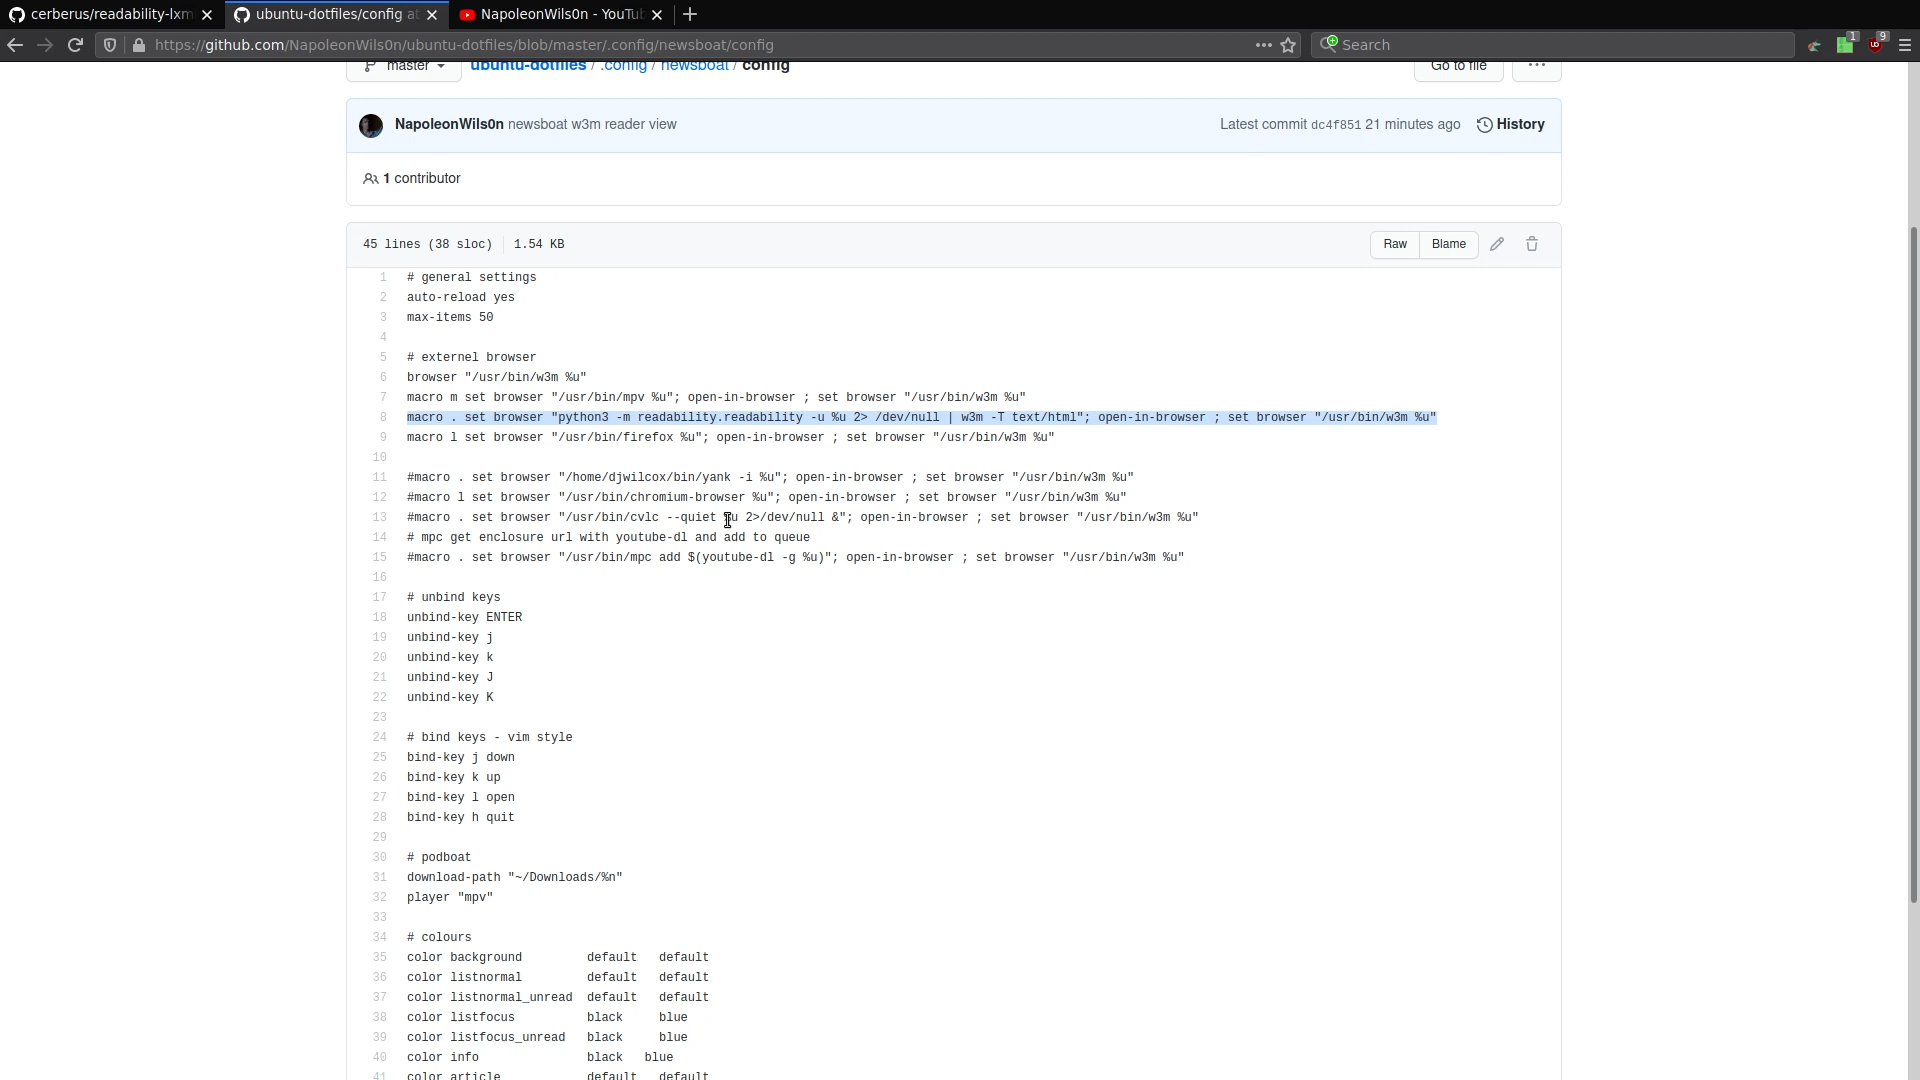 cerberus/readability-lxm
ubuntu-dotfiles/config at
NapoleonWils0n - YouTub
https://github.com/NapoleonWils0n/ubuntu-dotfiles/blob/master/.config/newsboat/config
Search
1
9
master
ubuntu-dotfiles / .config / newsboat / config
Go to file
NapoleonWils0n newsboat w3m reader view
Latest commit dc4f851 21 minutes ago
History
1 contributor
45 lines (38 sloc) 1.54 KB
Raw
Blame
1 # general settings
2 auto-reload yes
3 max-items 50
4
5 # externel browser
6 browser "/usr/bin/w3m %u"
7 macro m set browser "/usr/bin/mpv %u"; open-in-browser ; set browser "/usr/bin/w3m %u"
8 macro . set browser "python3 -m readability.readability -u %u 2> /dev/null | w3m -T text/html"; open-in-browser ; set browser "/usr/bin/w3m %u"
9 macro l set browser "/usr/bin/firefox %u"; open-in-browser ; set browser "/usr/bin/w3m %u"
10
11 #macro . set browser "/home/djwilcox/bin/yank -i %u"; open-in-browser ; set browser "/usr/bin/w3m %u"
12 #macro l set browser "/usr/bin/chromium-browser %u"; open-in-browser ; set browser "/usr/bin/w3m %u"
13 #macro . set browser "/usr/bin/cvlc --quiet %u 2>/dev/null &"; open-in-browser ; set browser "/usr/bin/w3m %u"
14 # mpc get enclosure url with youtube-dl and add to queue
15 #macro . set browser "/usr/bin/mpc add $(youtube-dl -g %u)"; open-in-browser ; set browser "/usr/bin/w3m %u"
16
17 # unbind keys
18 unbind-key ENTER
19 unbind-key j
20 unbind-key k
21 unbind-key J
22 unbind-key K
23
24 # bind keys - vim style
25 bind-key j down
26 bind-key k up
27 bind-key l open
28 bind-key h quit
29
30 # podboat
31 download-path "~/Downloads/%n"
32 player "mpv"
33
34 # colours
35 color background default default
36 color listnormal default default
37 color listnormal_unread default default
38 color listfocus black blue
39 color listfocus_unread black blue
40 color info black blue
41 color article default default